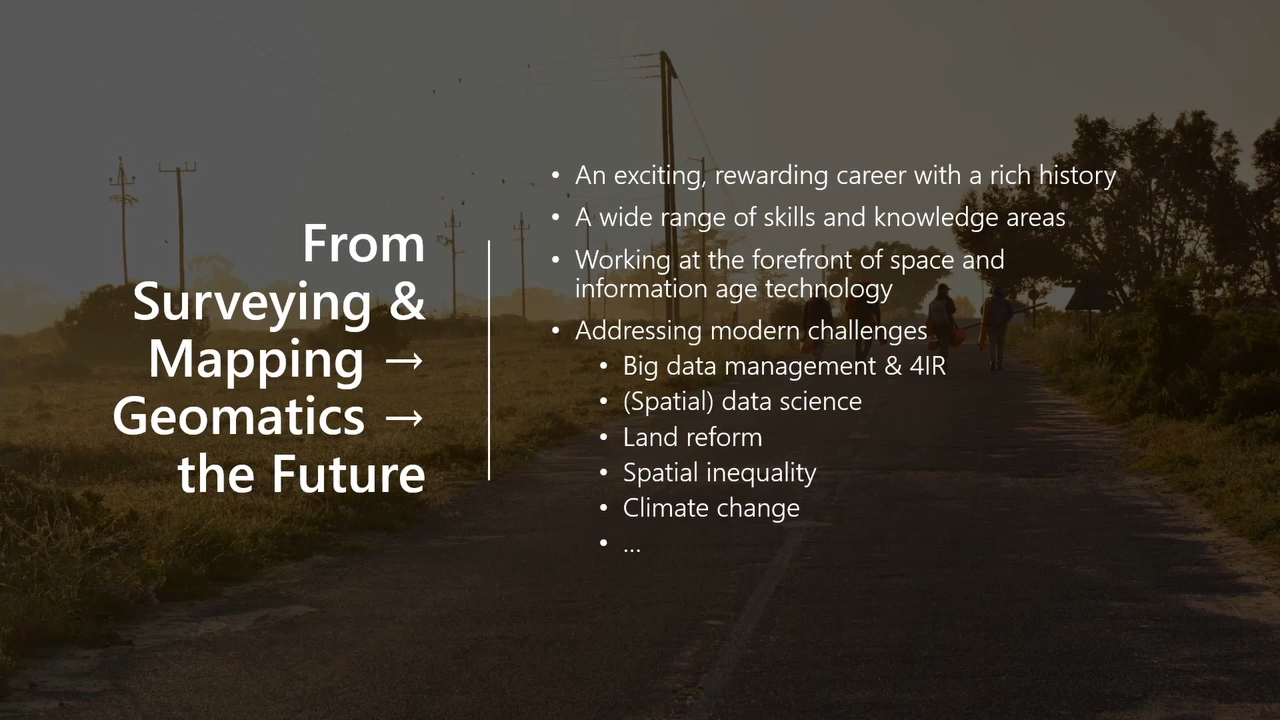 From
Surveying &
Mapping →
Geomatics →
the Future
• An exciting, rewarding career with a rich history
• A wide range of skills and knowledge areas
• Working at the forefront of space and
information age technology
• Addressing modern challenges
• Big data management & 4IR
• (Spatial) data science
• Land reform
• Spatial inequality
• Climate change
• ...